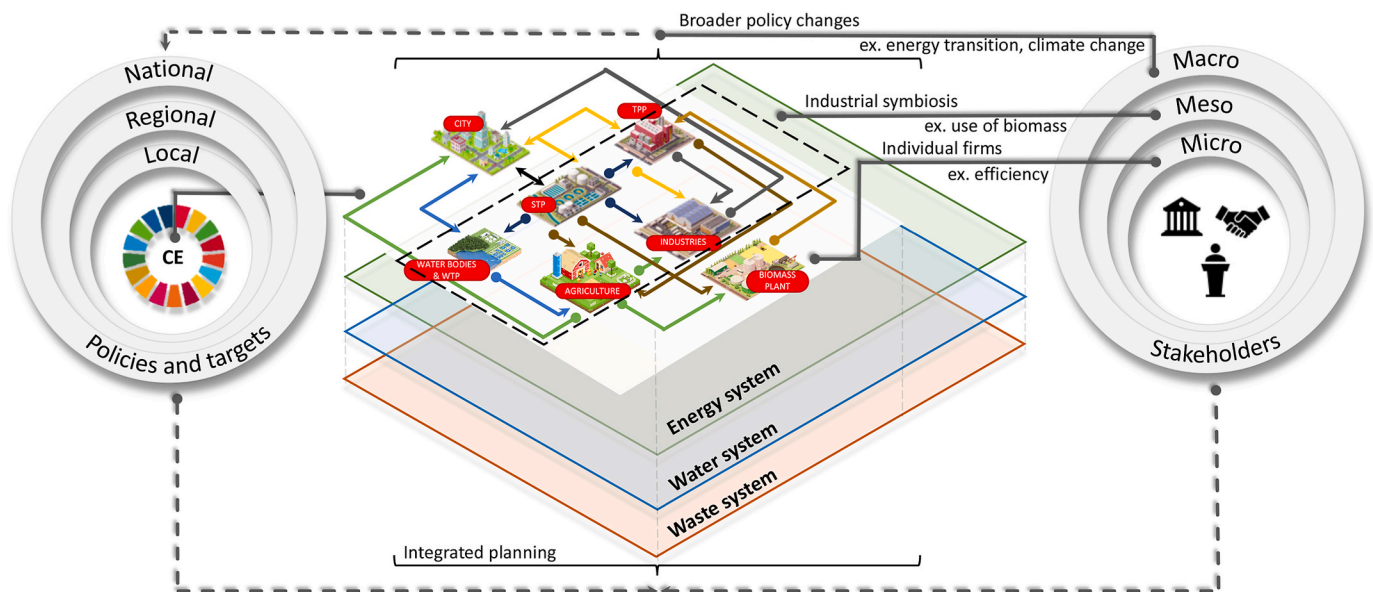 Broader policy changes
ex. energy transition, climate change
National
Regional
Local
CE
Policies and targets
Macro
Meso
Micro
Stakeholders
Industrial symbiosis
ex. use of biomass
Individual firms
ex. efficiency
CITY
TPP
STP
INDUSTRIES
WATER BODIES
& WTP
AGRICULTURE
BIOMASS
PLANT
Energy system
Water system
Waste system
Integrated planning